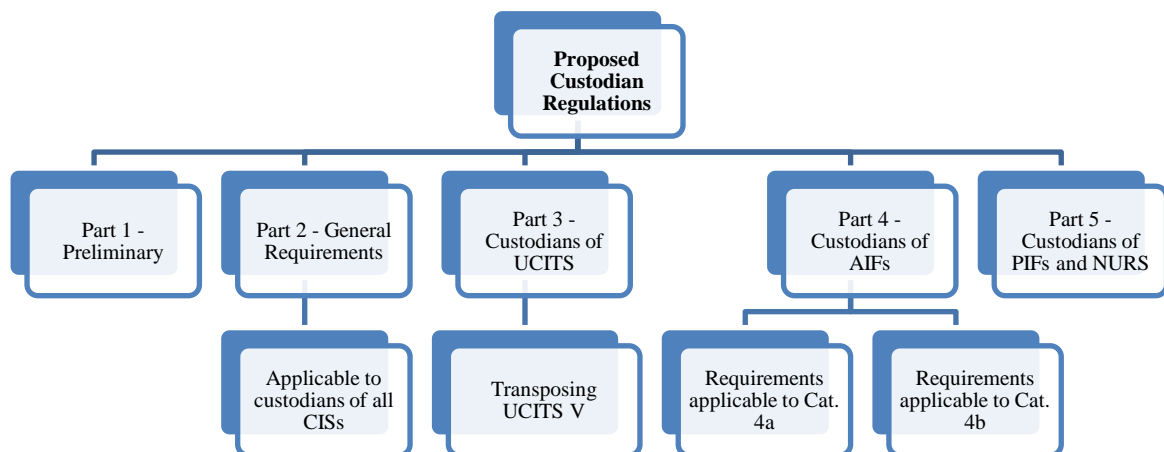 Proposed
Custodian
Regulations
Part 1 -
Preliminary
Part 2 - General
Requirements
Part 3 -
Custodians of
UCITS
Part 4 -
Custodians of
AIFs
Part 5 -
Custodians of
PIFs and NURS
Applicable to
custodians of all
CISs
Transposing
UCITS V
Requirements
applicable to Cat.
4a
Requirements
applicable to Cat.
4b